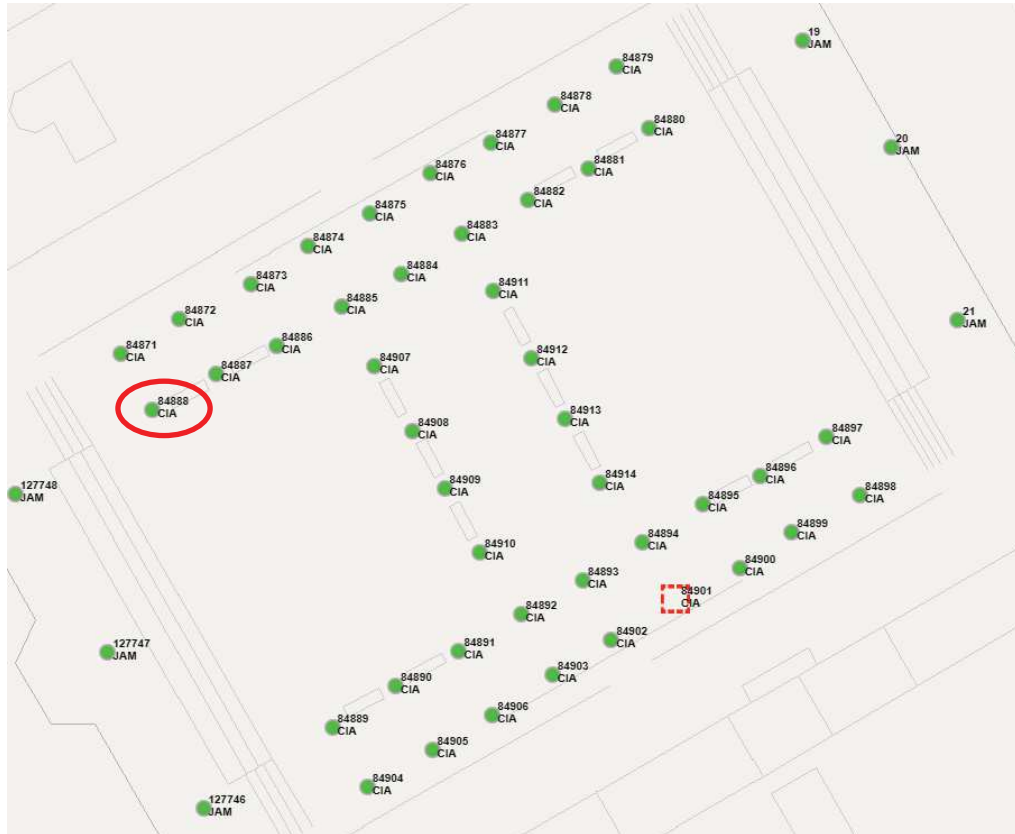 19
JAM
84879
CIA
84878
CIA
84880
CIA
84877
CIA
20
JAM
84876
CIA
84881
CIA
84882
CIA
84875
CIA
84883
CIA
84874
CIA
84884
CIA
84873
CIA
84911
CIA
84885
CIA
84872
CIA
21
JAM
84886
CIA
84871
CIA
84912
CIA
84907
CIA
84887
CIA
84888
CIA
84913
CIA
84908
CIA
84897
CIA
84896
CIA
84914
CIA
84909
CIA
127748
JAM
84898
CIA
84895
CIA
84899
CIA
84894
CIA
84910
CIA
84900
CIA
84893
CIA
84901
CIA
84892
CIA
84902
CIA
127747
JAM
84891
CIA
84903
CIA
84890
CIA
84906
CIA
84889
CIA
84905
CIA
84904
CIA
127746
JAM